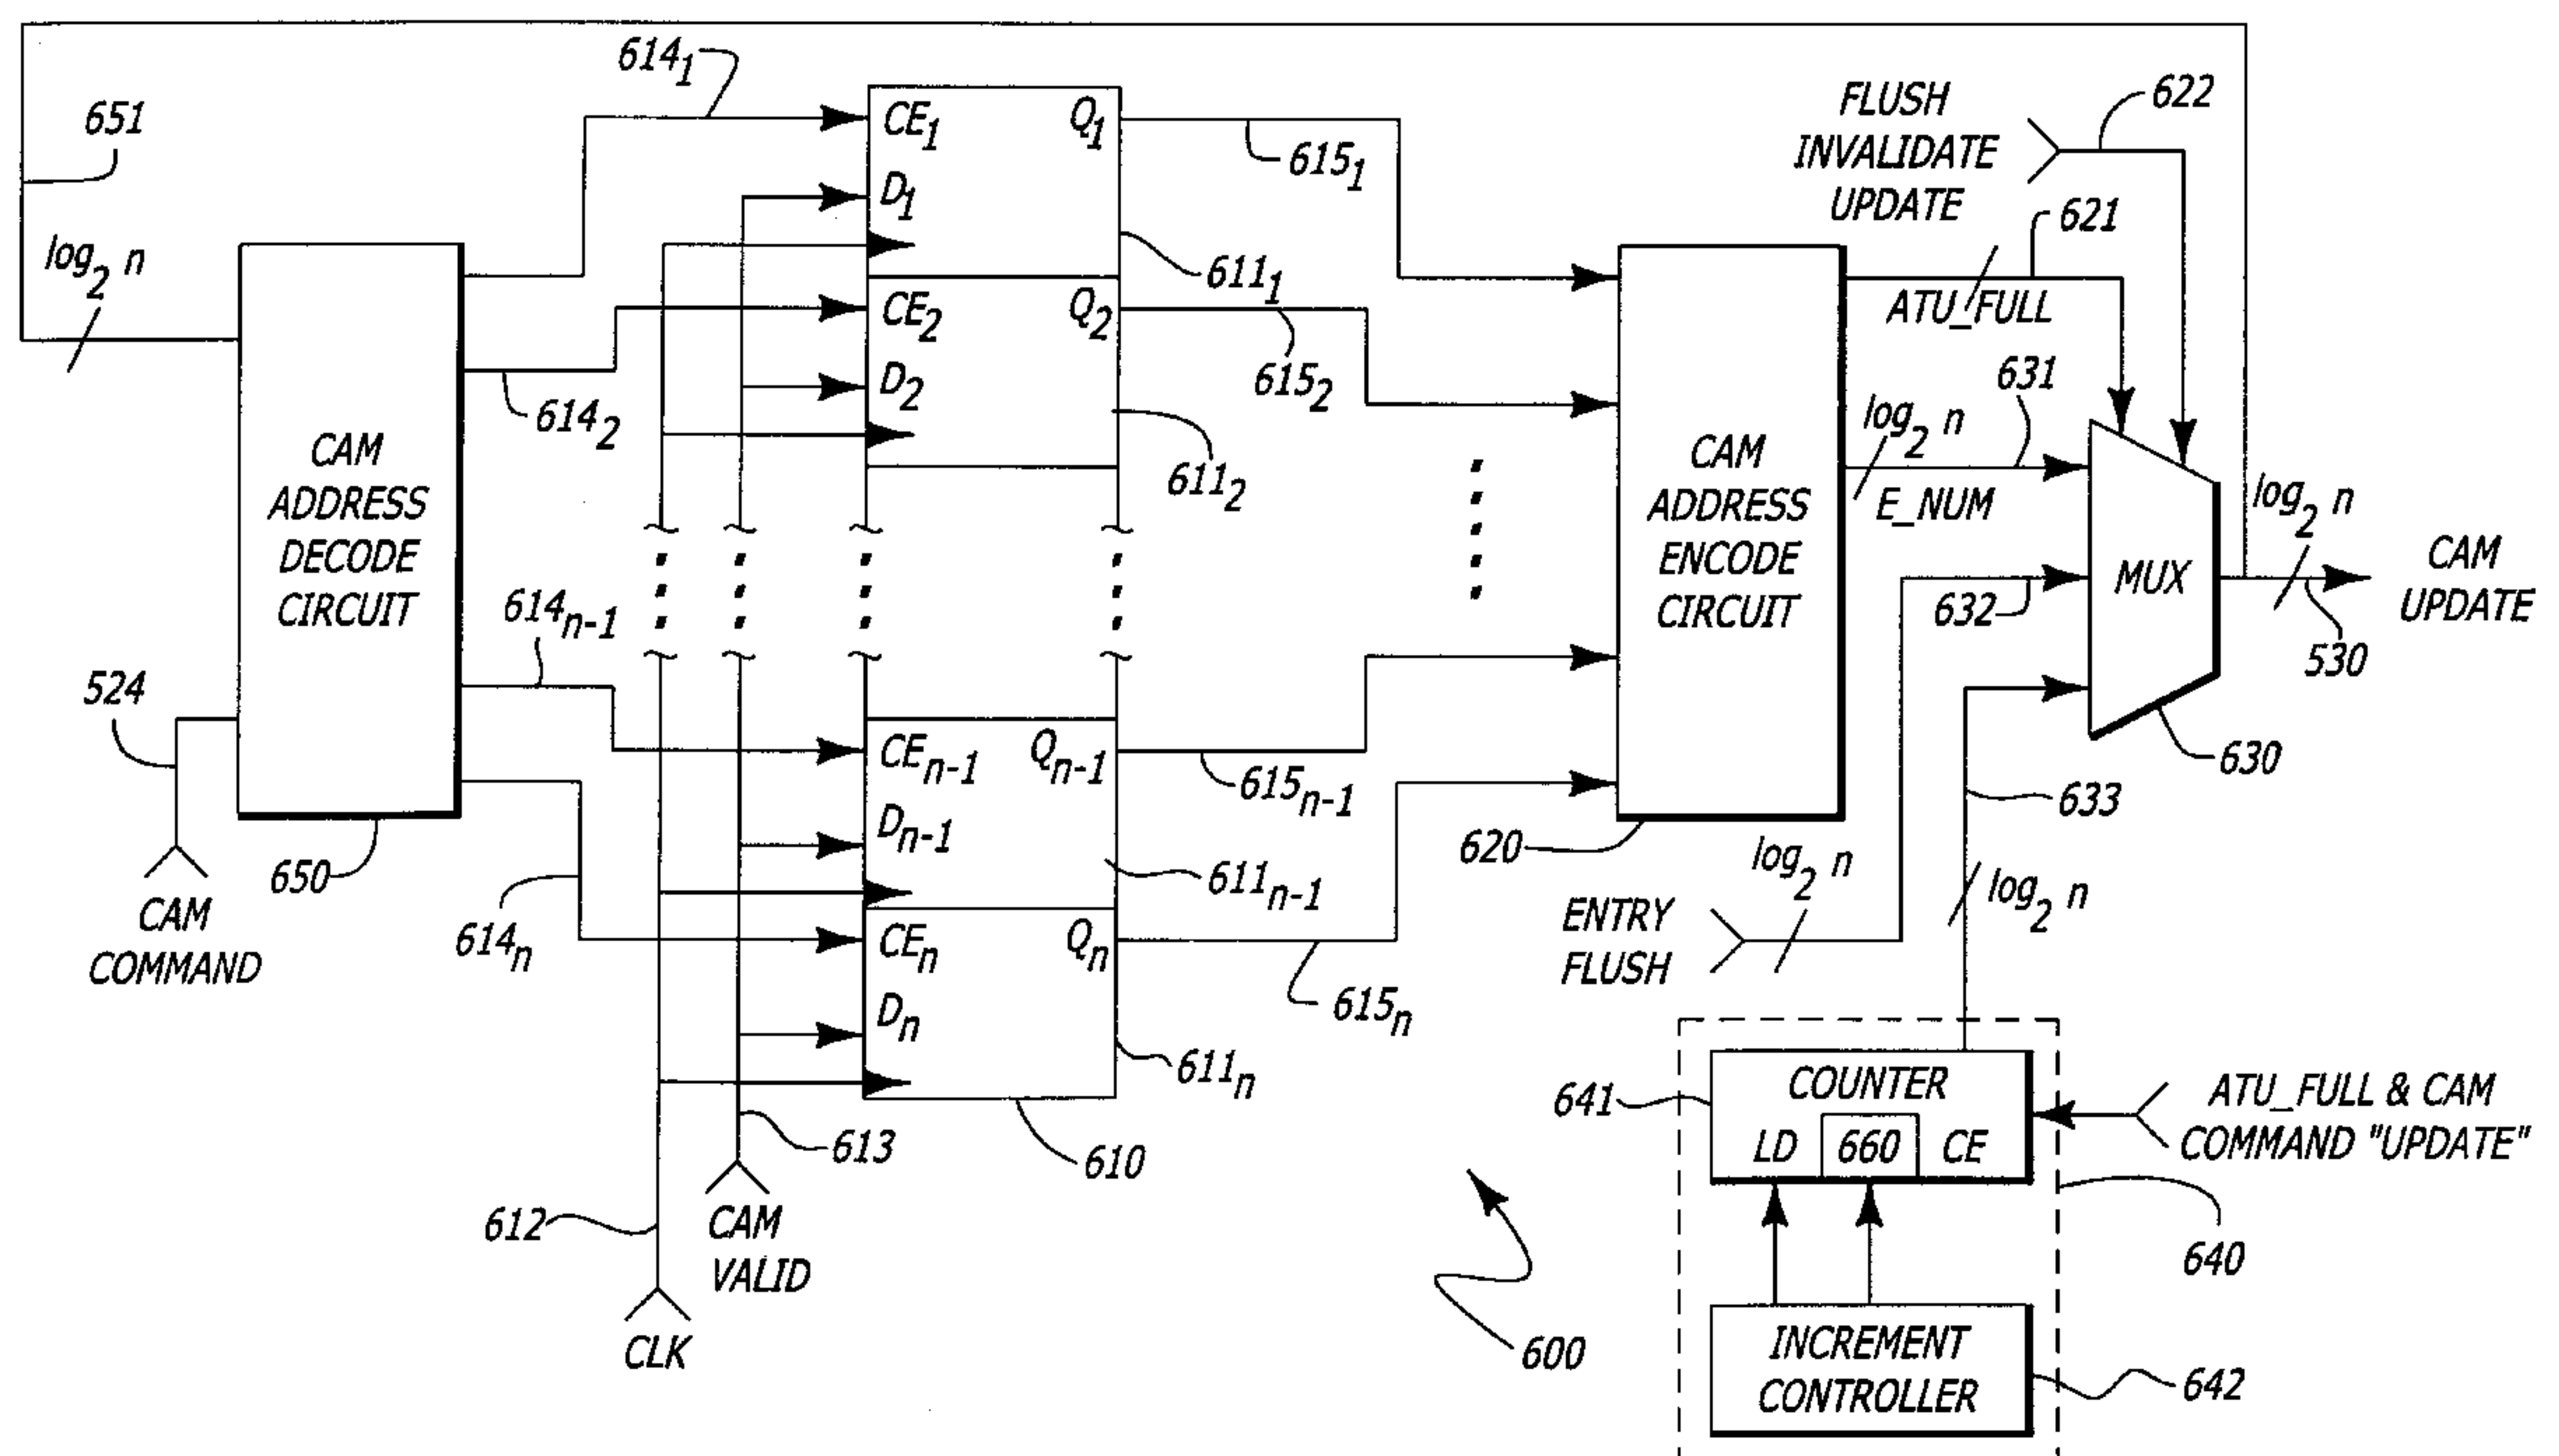 614₁
651
log₂ n
CAM
ADDRESS
DECODE
CIRCUIT
524
CAM
COMMAND
650
614₂
614ₙ₋₁
614ₙ
CE₁
Q₁
D₁
615₁
611₁
CE₂
Q₂
D₂
615₂
611₂
CEₙ₋₁
Qₙ₋₁
Dₙ₋₁
615ₙ₋₁
611ₙ₋₁
CEₙ
Qₙ
Dₙ
615ₙ
611ₙ
610
613
CAM
VALID
612
CLK
CAM
ADDRESS
ENCODE
CIRCUIT
620
FLUSH
INVALIDATE
UPDATE
622
621
ATU_FULL
631
log₂ n
E_NUM
632
MUX
log₂ n
CAM
UPDATE
530
630
633
log₂ n
log₂ n
ENTRY
FLUSH
641
COUNTER
LD
660
CE
ATU_FULL & CAM
COMMAND "UPDATE"
640
INCREMENT
CONTROLLER
642
600